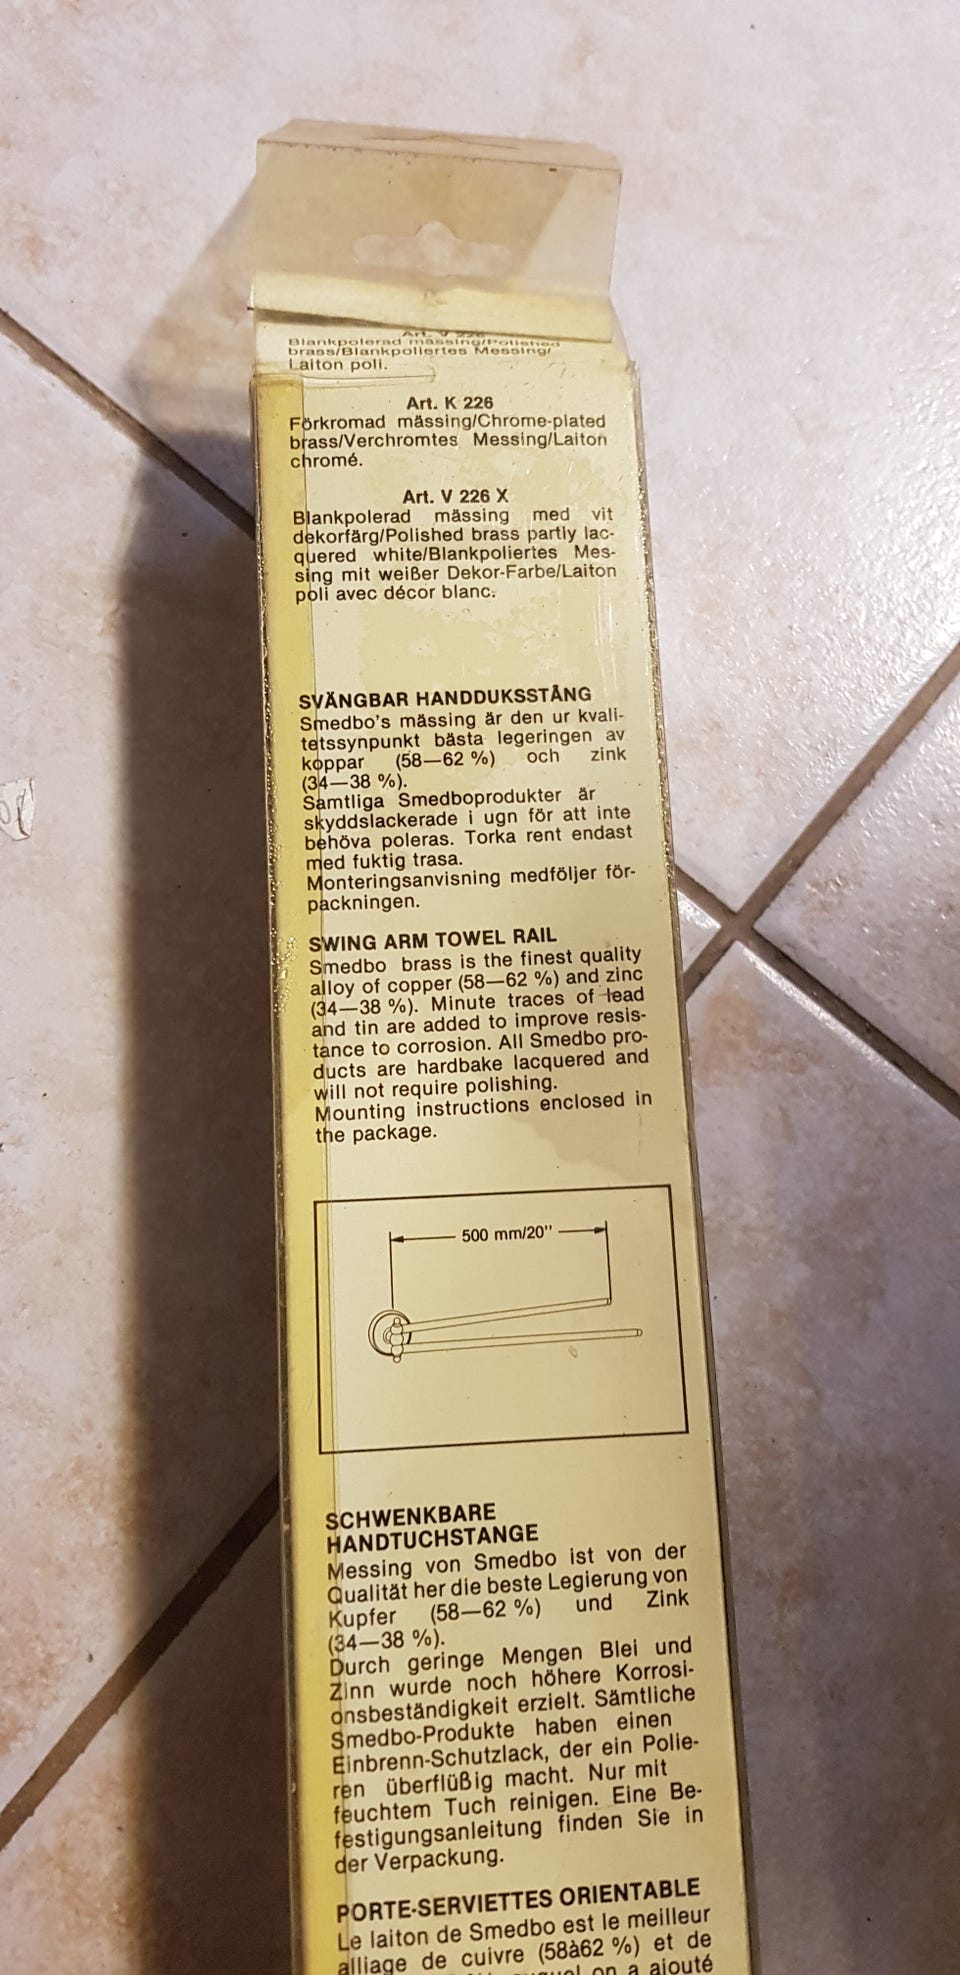 Art. V 226
Blankpolerad mässing/Polished
brass/Blankpoliertes Messing/
Laiton poli.
Art. K 226
Förkromad mässing/Chrome-plated
brass/Verchromtes Messing/Laiton
chromé.
Art. V 226 X
Blankpolerad mässing med vit
dekorfärg/Polished brass partly lac-
quered white/Blankpoliertes Mes-
sing mit weißer Dekor-Farbe/Laiton
poli avec décor blanc.
SVÄNGBAR HANDDUKSSTÅNG
Smedbo's mässing är den ur kvali-
tetssynpunkt bästa legeringen av
koppar (58—62 %) och zink
(34—38 %).
Samtliga Smedboprodukter är
skyddslackerade i ugn för att inte
behöva poleras. Torka rent endast
med fuktig trasa.
Monteringsanvisning medföljer för-
packningen.
SWING ARM TOWEL RAIL
Smedbo brass is the finest quality
alloy of copper (58—62 %) and zinc
(34—38 %). Minute traces of lead
and tin are added to improve resis-
tance to corrosion. All Smedbo pro-
ducts are hardbake lacquered and
will not require polishing.
Mounting instructions enclosed in
the package.
500 mm/20"
SCHWENKBARE
HANDTUCHSTANGE
Messing von Smedbo ist von der
Qualität her die beste Legierung von
Kupfer (58—62 %) und Zink
(34—38 %).
Durch geringe Mengen Blei und
Zinn wurde noch höhere Korrosi-
onsbeständigkeit erzielt. Sämtliche
Smedbo-Produkte haben einen
Einbrenn-Schutzlack, der ein Polie-
ren überflüßig macht. Nur mit
feuchtem Tuch reinigen. Eine Be-
festigungsanleitung finden Sie in
der Verpackung.
PORTE-SERVIETTES ORIENTABLE
Le laiton de Smedbo est le meilleur
alliage de cuivre (58à62 %) et de
on a ajouté